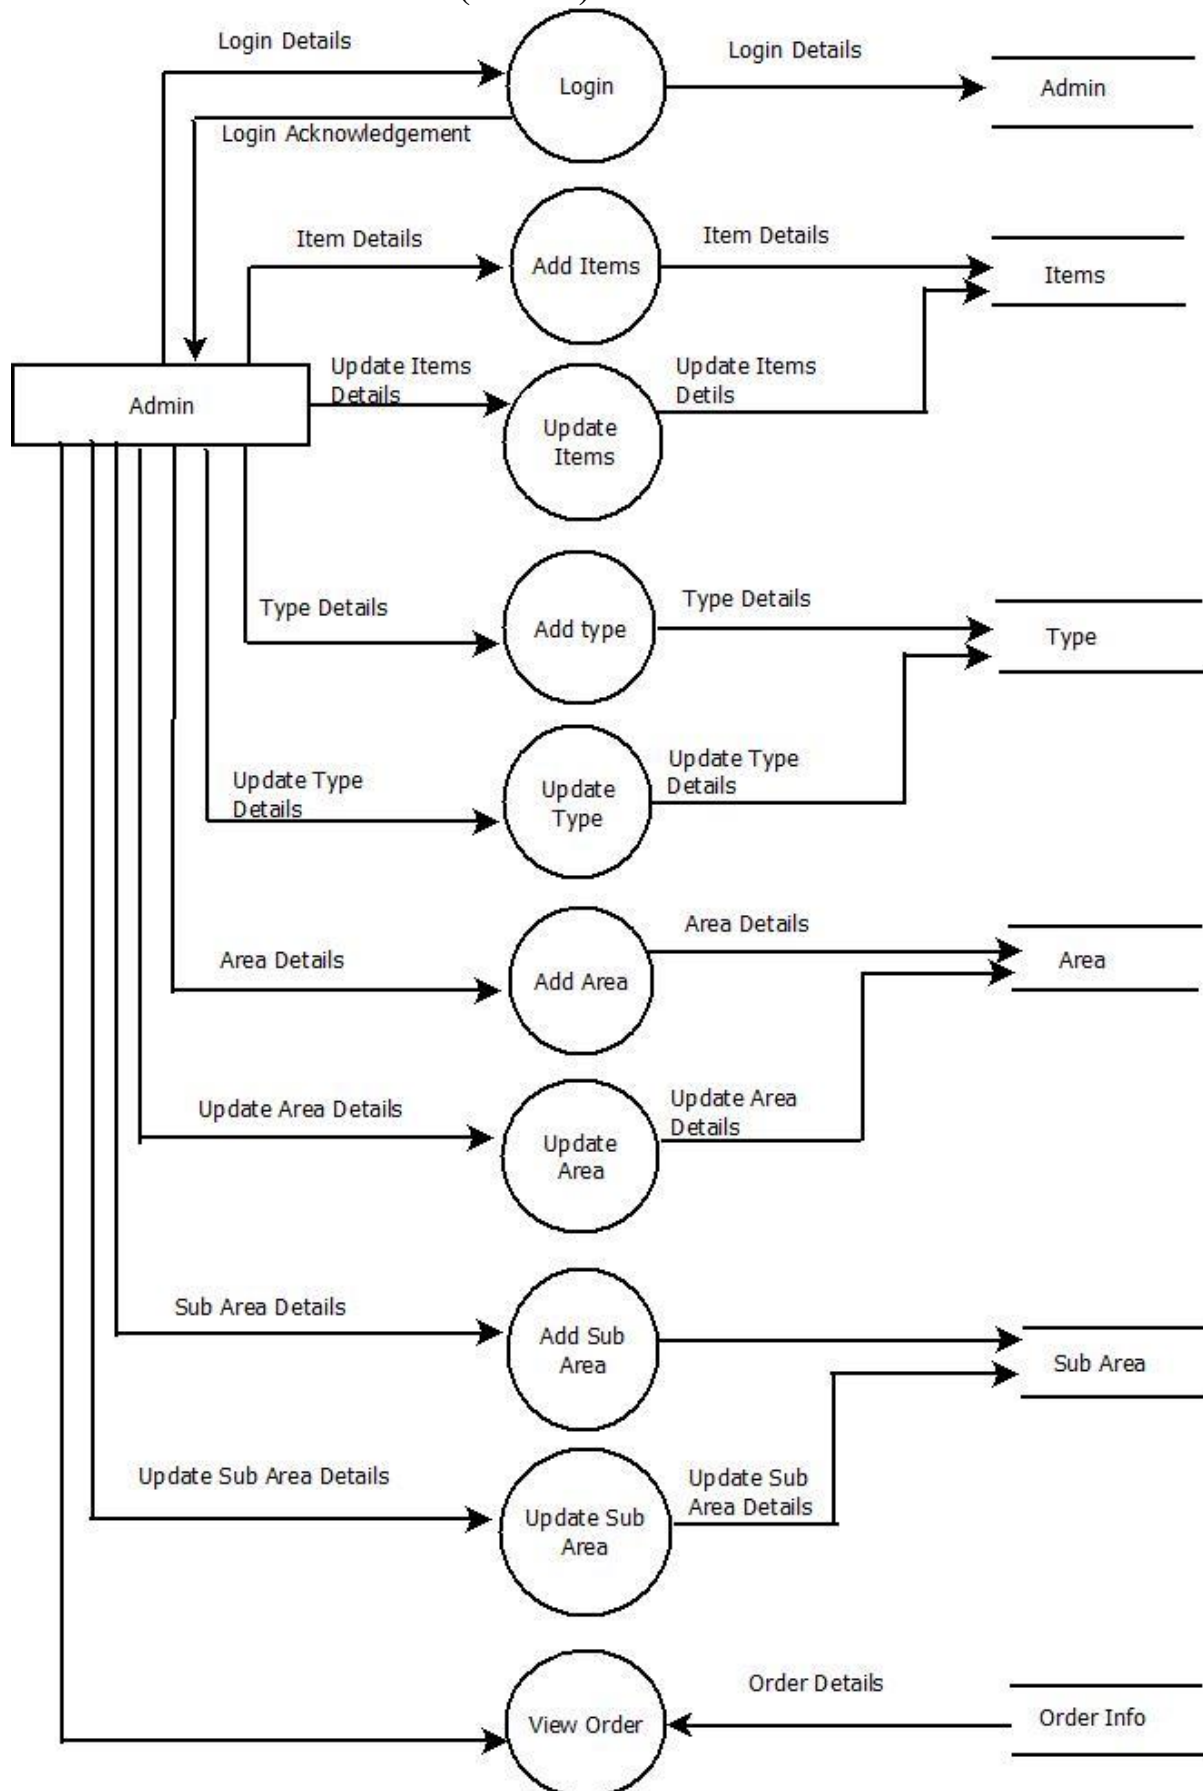 Login Details
Login Details
Login
Admin
Login Acknowledgement
Item Details
Item Details
Add Items
Items
Update Items
Details
Update Items
Detils
Admin
Update
Items
Type Details
Type Details
Add type
Type
Update Type
Details
Update Type
Details
Update
Type
Area Details
Area Details
Add Area
Area
Update Area Details
Update Area
Details
Update
Area
Sub Area Details
Add Sub
Area
Sub Area
Update Sub Area Details
Update Sub
Area Details
Update Sub
Area
Order Details
View Order
Order Info